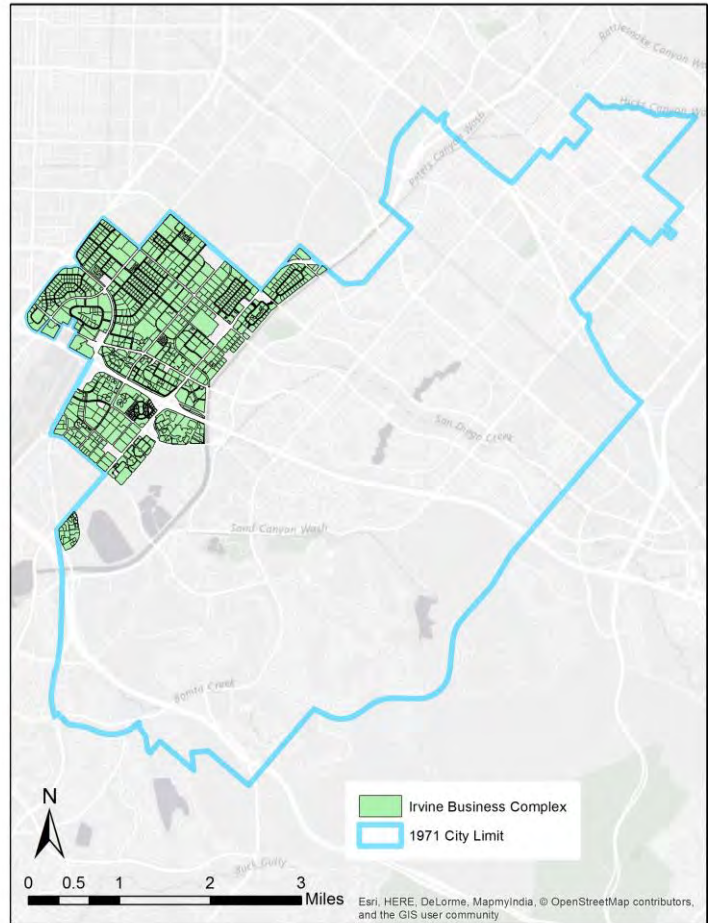 Rattlesnake Canyon Wa
Hicks Canyon W
Peters Canyon Wash
San Diego Creek
Sand Canyon Wash
Bonita Creek
Irvine Business Complex
1971 City Limit
N
Buck Gully
0 0.5 1 2 3
Miles
Esri, HERE, DeLorme, MapmyIndia, © OpenStreetMap contributors,
and the GIS user community